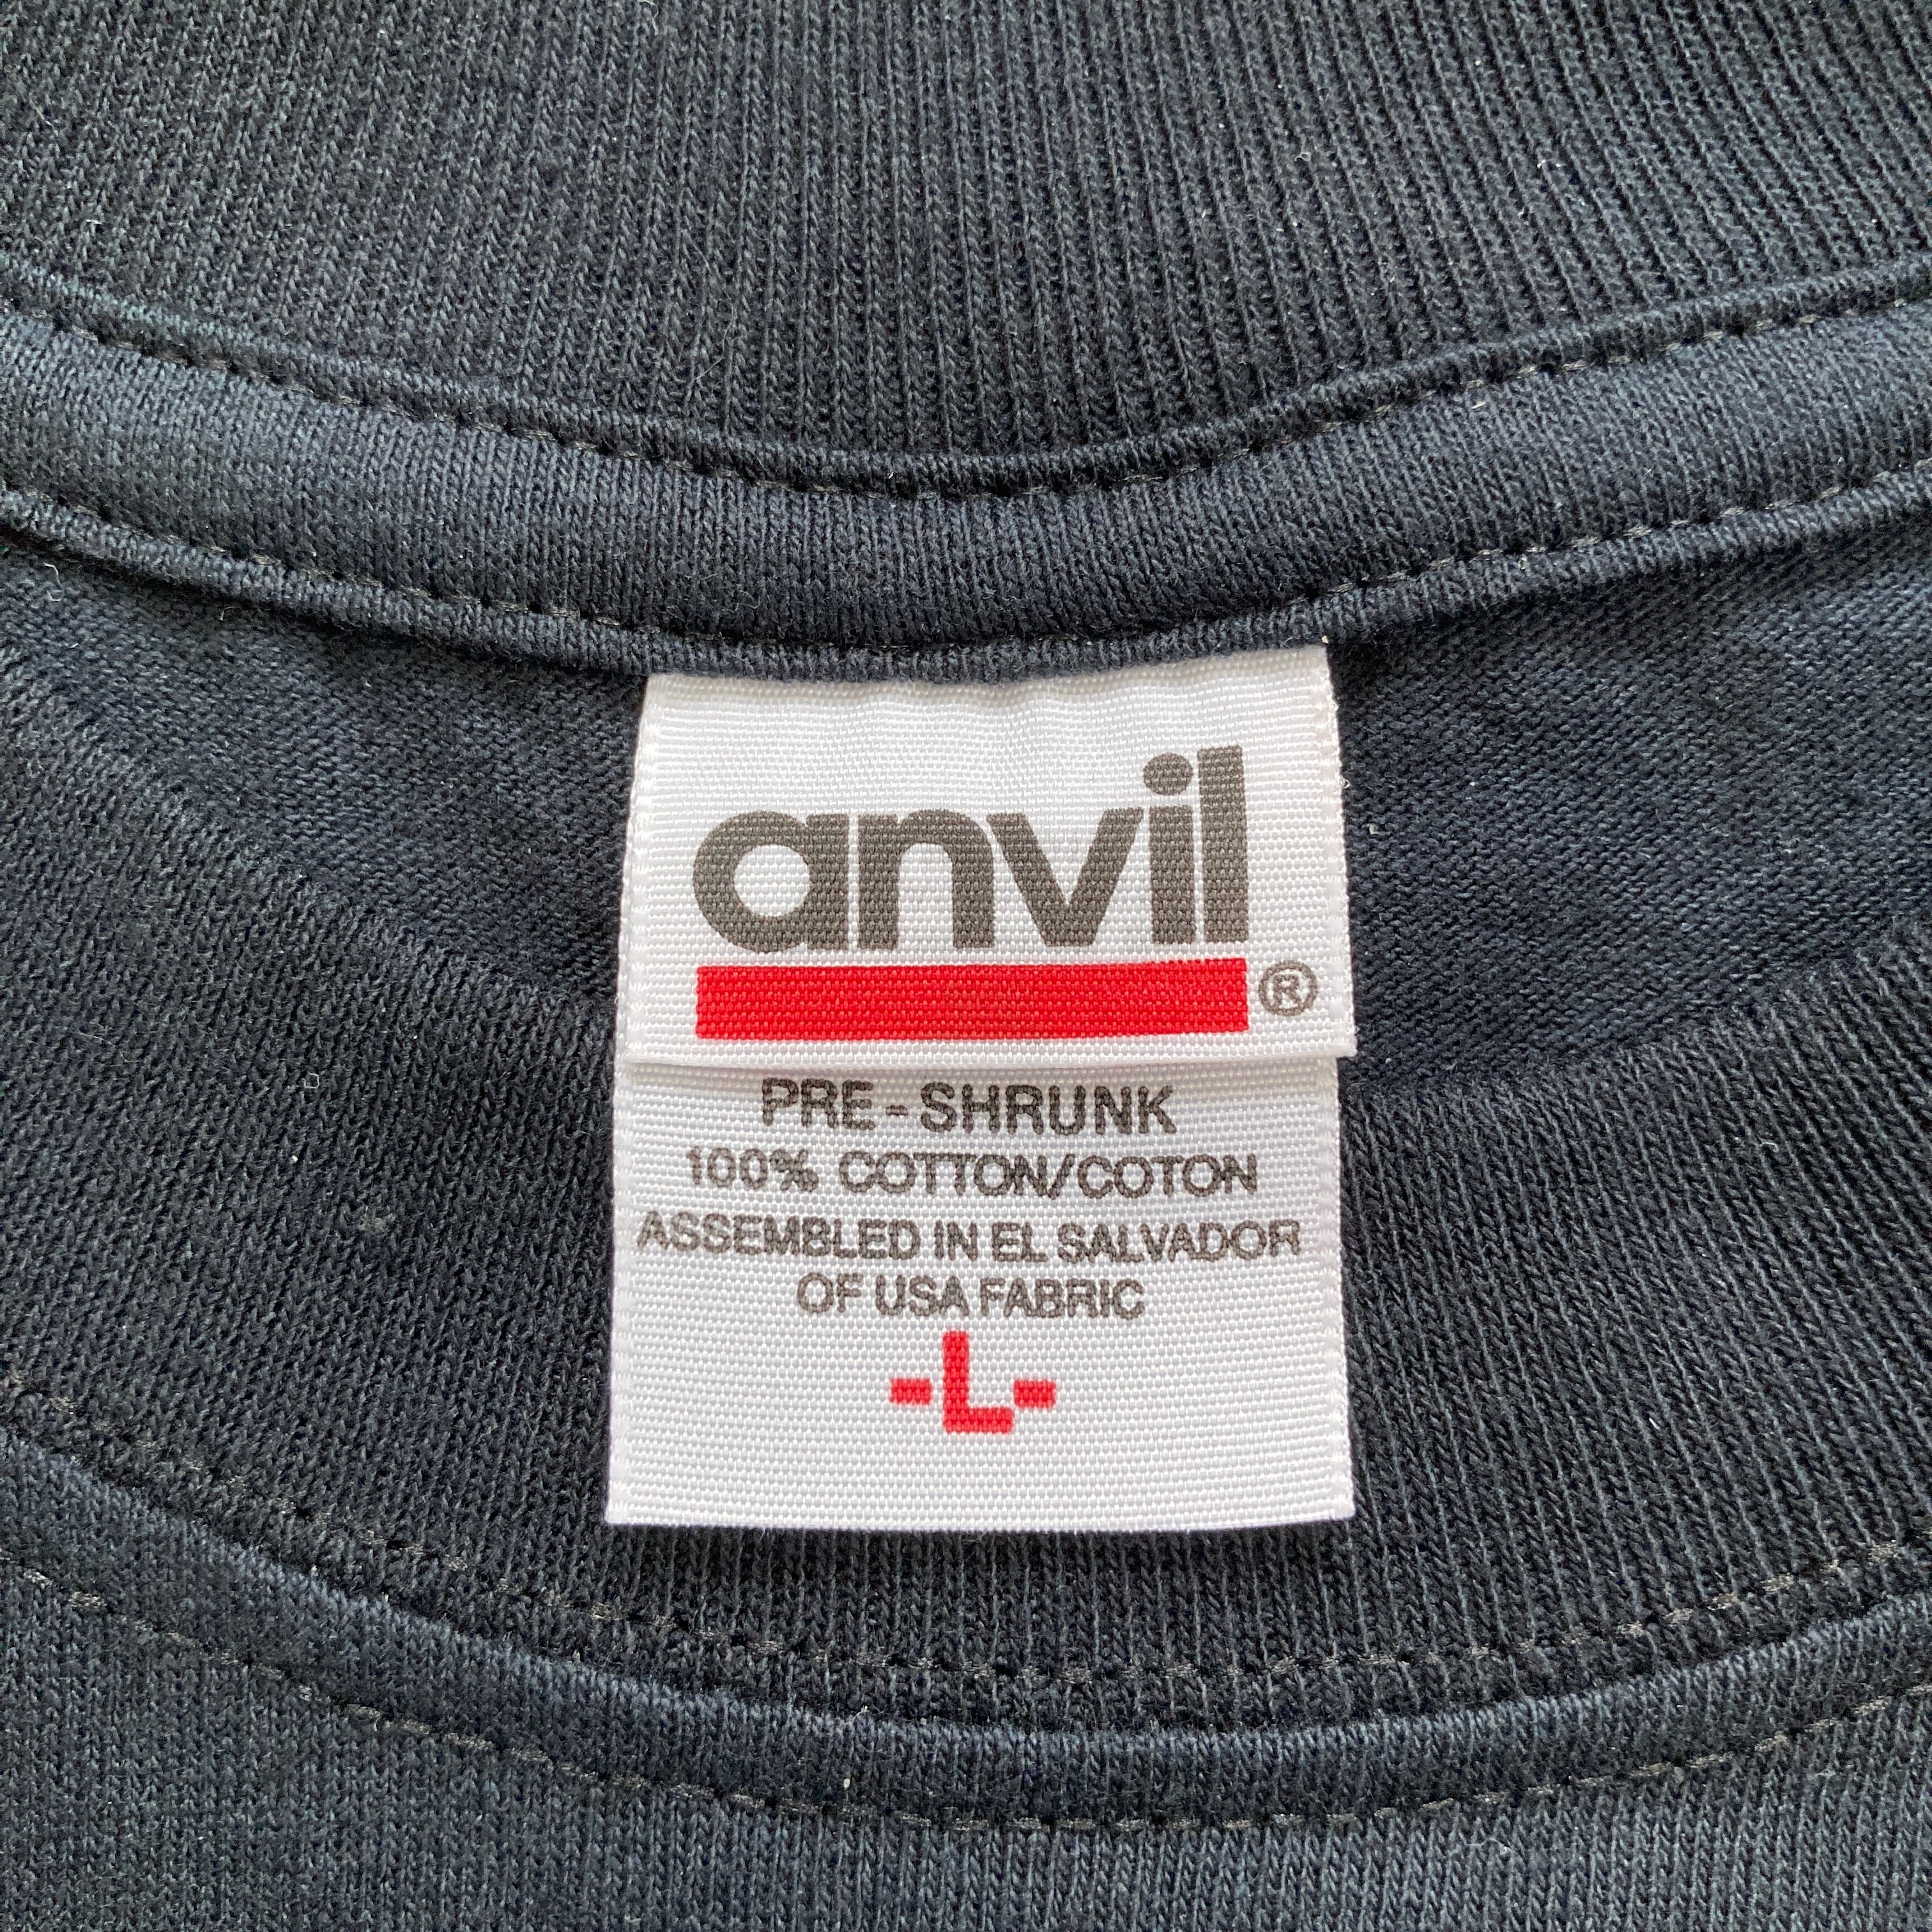 anvil
®
PRE-SHRUNK
100% COTTON/COTON
ASSEMBLED IN EL SALVADOR
OF USA FABRIC
-L-